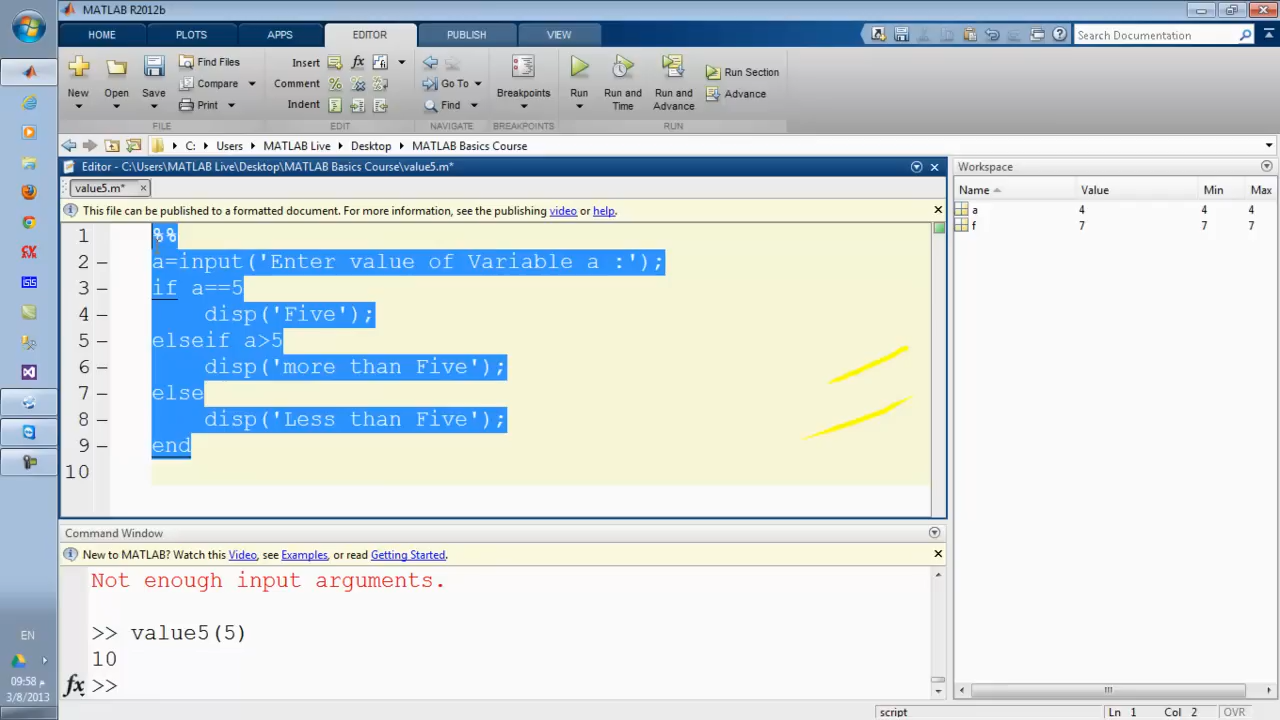 MATLAB R2012b
HOME PLOTS APPS EDITOR PUBLISH VIEW
Search Documentation
New Open Save
Find Files
Compare
Print
FILE
Insert fx
Comment
Indent
EDIT
Go To
Find
NAVIGATE
Breakpoints
BREAKPOINTS
Run
Run and Time
Run and Advance
Run Section
Advance
RUN
C: Users MATLAB Live Desktop MATLAB Basics Course
Editor - C:\Users\MATLAB Live\Desktop\MATLAB Basics Course\value5.m*
value5.m*
This file can be published to a formatted document. For more information, see the publishing video or help.
1 %%
2 – a=input('Enter value of Variable a :');
3 – if a==5
4 – disp('Five');
5 – elseif a>5
6 – disp('more than Five');
7 – else
8 – disp('Less than Five');
9 – end
10
Command Window
New to MATLAB? Watch this Video, see Examples, or read Getting Started.
Not enough input arguments.
>> value5(5)
10
fx >>
Workspace
Name Value Min Max
a 4 4 4
f 7 7 7
EN
09:58 م
3/8/2013
script Ln 1 Col 2 OVR